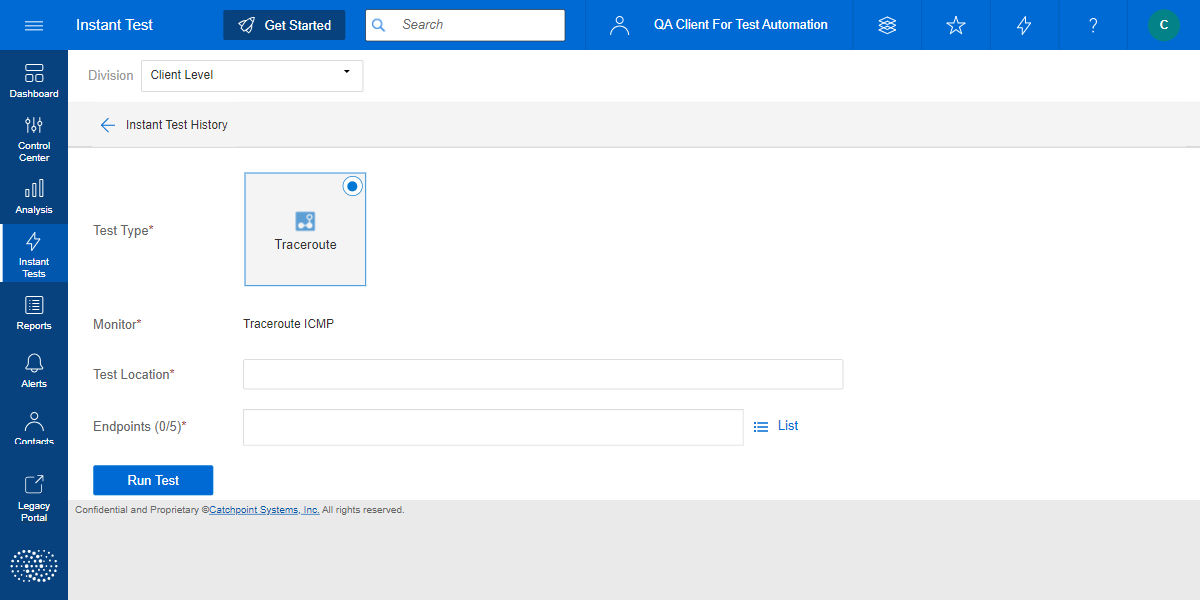 Instant Test
Get Started
Search
QA Client For Test Automation
?
C
Dashboard
Control
Center
Analysis
Instant
Tests
Reports
Alerts
Contacts
Legacy
Portal
Division
Client Level
Instant Test History
Test Type*
Traceroute
Monitor*
Traceroute ICMP
Test Location*
Endpoints (0/5)*
List
Run Test
Confidential and Proprietary ©Catchpoint Systems, Inc. All rights reserved.